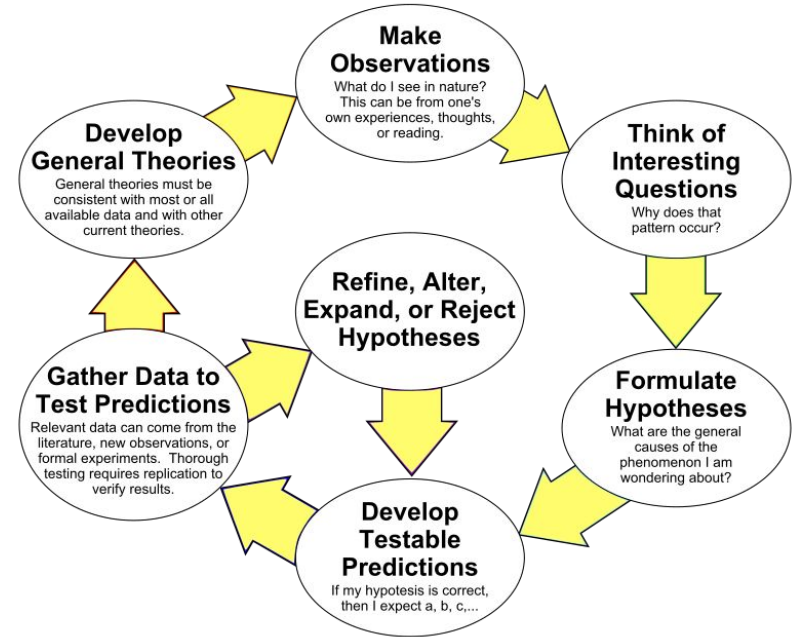 Make
Observations
What do I see in nature?
This can be from one's
own experiences, thoughts,
or reading.
Think of
Interesting
Questions
Why does that
pattern occur?
Formulate
Hypotheses
What are the general
causes of the
phenomenon I am
wondering about?
Develop
Testable
Predictions
If my hypotesis is correct,
then I expect a, b, c,...
Gather Data to
Test Predictions
Relevant data can come from the
literature, new observations, or
formal experiments. Thorough
testing requires replication to
verify results.
Refine, Alter,
Expand, or Reject
Hypotheses
Develop
General Theories
General theories must be
consistent with most or all
available data and with other
current theories.